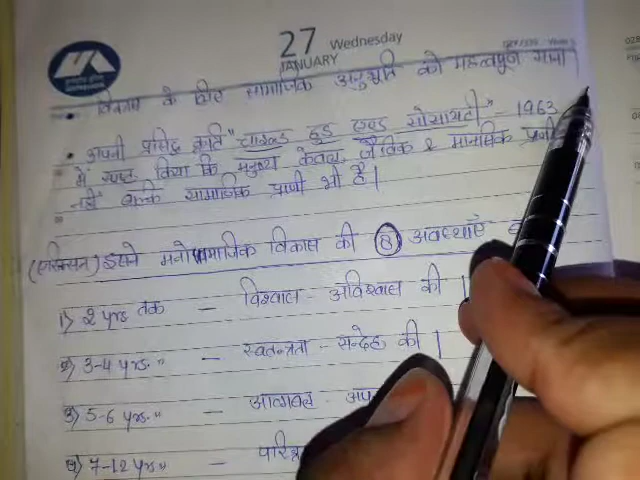 27 Wednesday
JANUARY
• विकास के लिए सामाजिक अनुभूति को महत्वपूर्ण माना।
• अपनी प्रसिद्ध कृति "चाइल्ड हुड एण्ड सोसायटी" - 1963
में स्पष्ट किया कि मनुष्य केवल जैविक & मानसिक प्राणी
नहीं बल्कि सामाजिक प्राणी भी है।
(एरिक्सन) इसने मनोसामाजिक विकास की 8 अवस्थाएँ
1) 2 yrs तक — विश्वास - अविश्वास की |
2) 3-4 yrs. " — स्वतन्त्रता - सन्देह की |
3) 5-6 yrs. " — आत्मबल -
4) 7-12 yrs " —